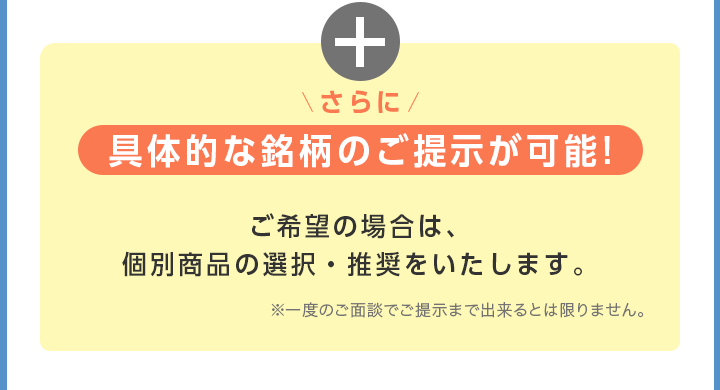 ＼さらに／
具体的な銘柄のご提示が可能!
ご希望の場合は、
個別商品の選択・推奨をいたします。
※一度のご面談でご提示まで出来るとは限りません。